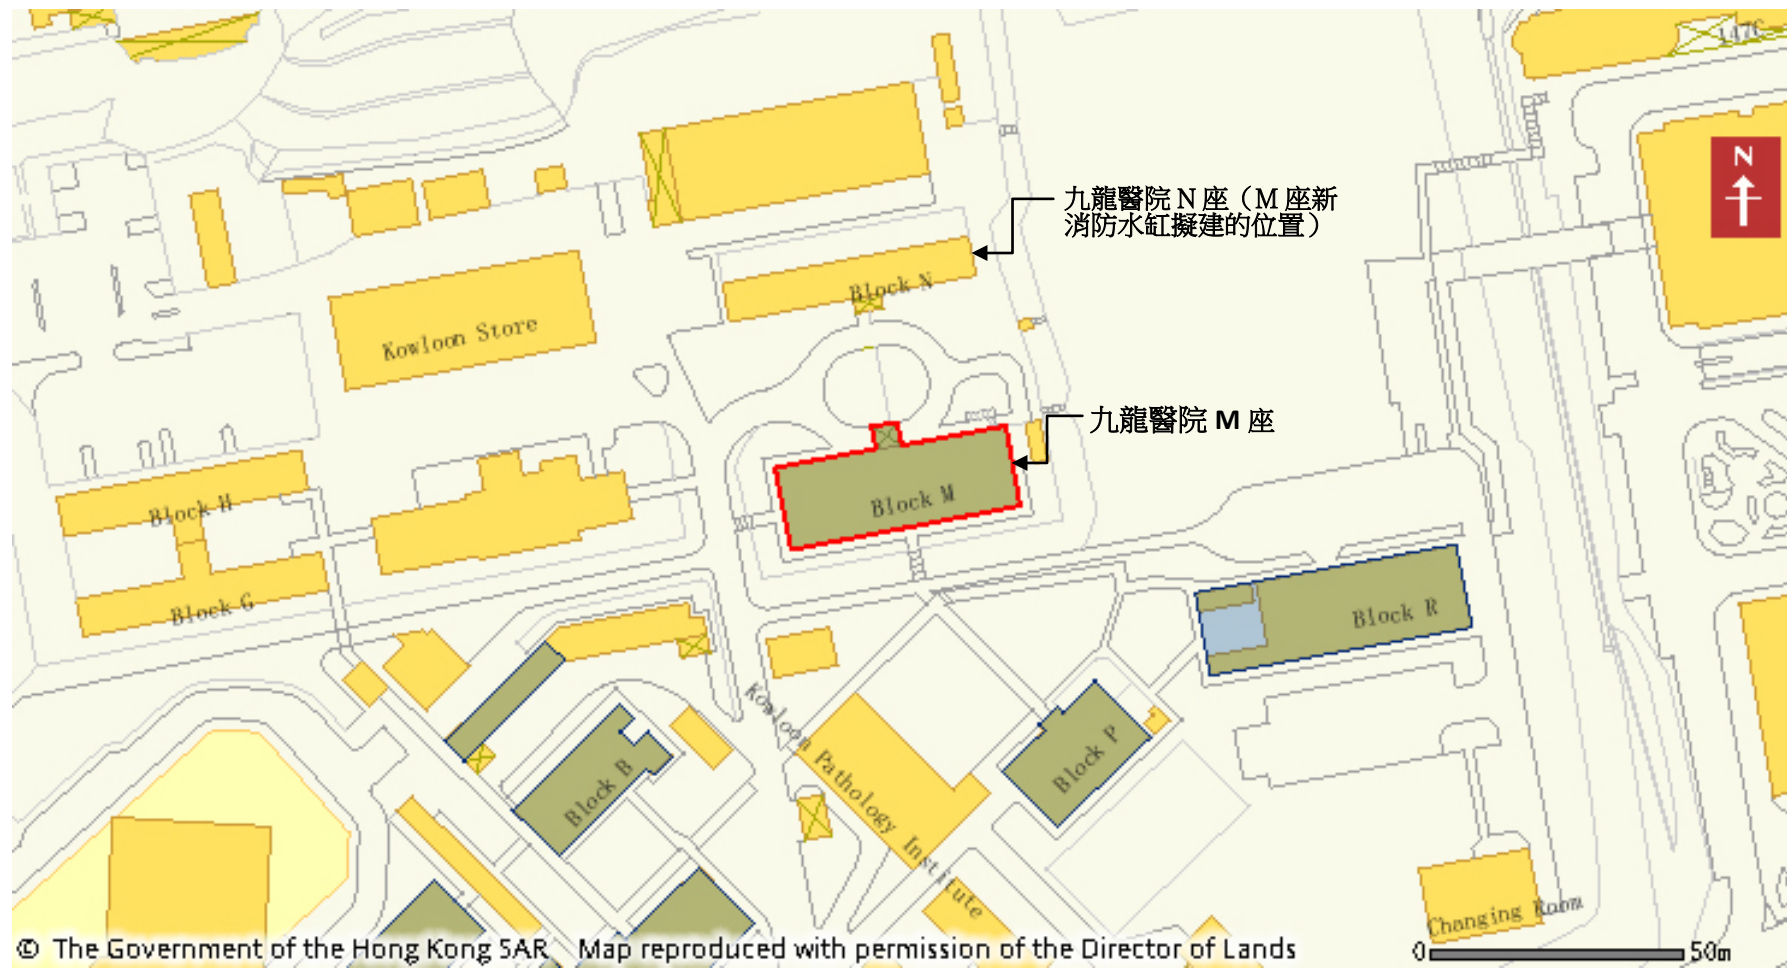 147C
N
九龍醫院 N 座（M 座新
消防水缸擬建的位置）
Block N
Kowloon Store
九龍醫院 M 座
Block M
Block H
Block G
Block R
Kowloon Pathology Institute
Block P
Block B
Changing Room
© The Government of the Hong Kong SAR Map reproduced with permission of the Director of Lands
0 50m